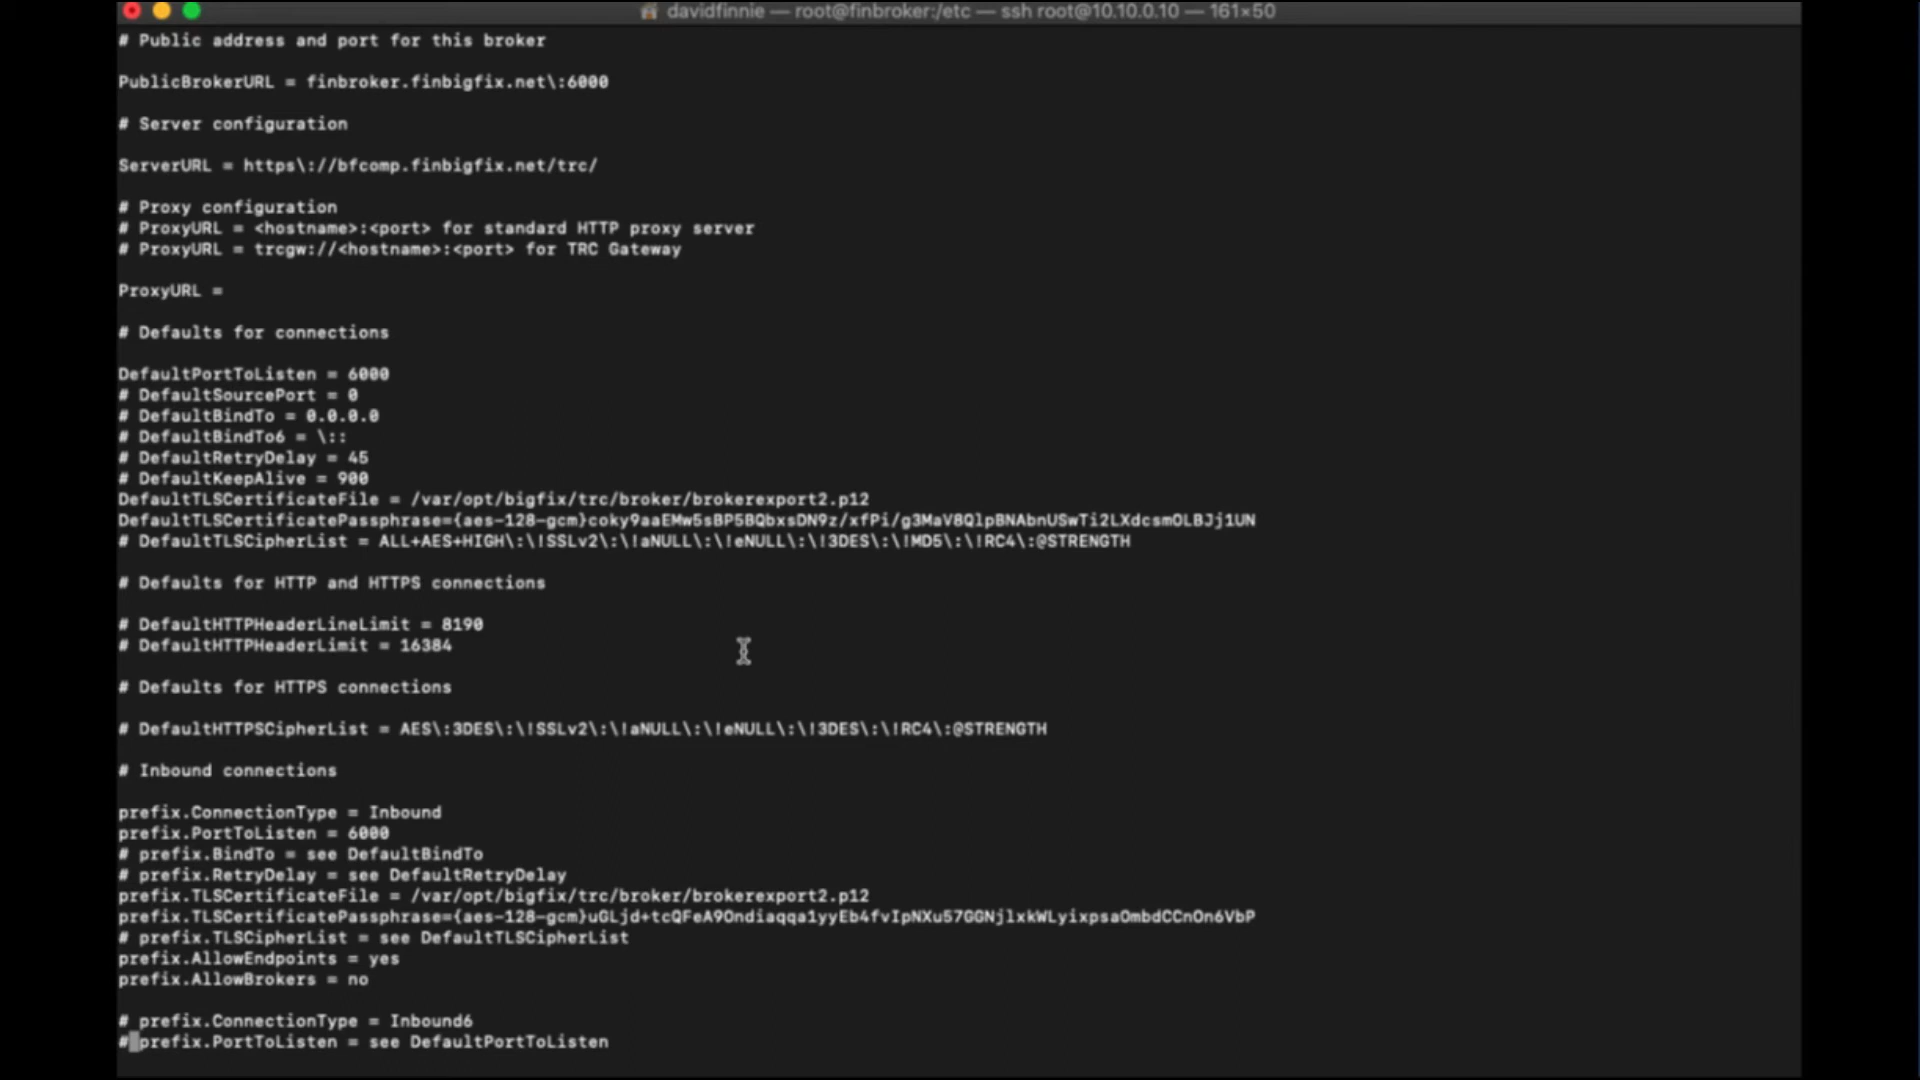 davidfinnie — root@finbroker:/etc — ssh root@10.10.0.10 — 161×50
# Public address and port for this broker
PublicBrokerURL = finbroker.finbigfix.net\:6000
# Server configuration
ServerURL = https\://bfcomp.finbigfix.net/trc/
# Proxy configuration
# ProxyURL = <hostname>:<port> for standard HTTP proxy server
# ProxyURL = trcgw://<hostname>:<port> for TRC Gateway
ProxyURL =
# Defaults for connections
DefaultPortToListen = 6000
# DefaultSourcePort = 0
# DefaultBindTo = 0.0.0.0
# DefaultBindTo6 = \::
# DefaultRetryDelay = 45
# DefaultKeepAlive = 900
DefaultTLSCertificateFile = /var/opt/bigfix/trc/broker/brokerexport2.p12
DefaultTLSCertificatePassphrase={aes-128-gcm}coky9aaEMw5sBP5BQbxsDN9z/xfPi/g3MaV8QlpBNAbnUSwTi2LXdcsmOLBJj1UN
# DefaultTLSCipherList = ALL+AES+HIGH\:\!SSLv2\:\!aNULL\:\!eNULL\:\!3DES\:\!MD5\:\!RC4\:@STRENGTH
# Defaults for HTTP and HTTPS connections
# DefaultHTTPHeaderLineLimit = 8190
# DefaultHTTPHeaderLimit = 16384
# Defaults for HTTPS connections
# DefaultHTTPSCipherList = AES\:3DES\:\!SSLv2\:\!aNULL\:\!eNULL\:\!3DES\:\!RC4\:@STRENGTH
# Inbound connections
prefix.ConnectionType = Inbound
prefix.PortToListen = 6000
# prefix.BindTo = see DefaultBindTo
# prefix.RetryDelay = see DefaultRetryDelay
prefix.TLSCertificateFile = /var/opt/bigfix/trc/broker/brokerexport2.p12
prefix.TLSCertificatePassphrase={aes-128-gcm}uGLjd+tcQFeA9Ondiaqqa1yyEb4fvIpNXu57GGNjlxkWLyixpsaOmbdCCnOn6VbP
# prefix.TLSCipherList = see DefaultTLSCipherList
prefix.AllowEndpoints = yes
prefix.AllowBrokers = no
# prefix.ConnectionType = Inbound6
# prefix.PortToListen = see DefaultPortToListen